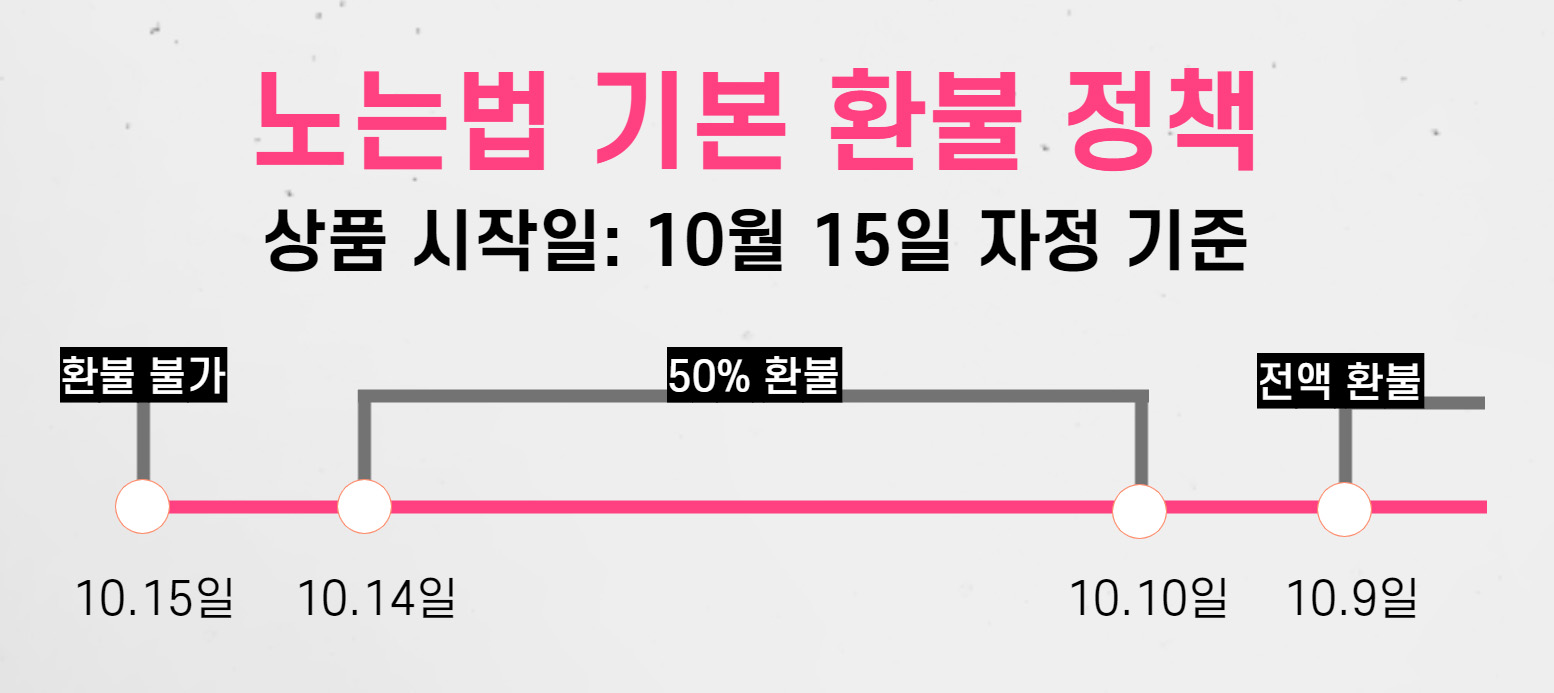 노는법 기본 환불 정책
상품 시작일: 10월 15일 자정 기준
환불 불가
50% 환불
전액 환불
10.15일
10.14일
10.10일
10.9일